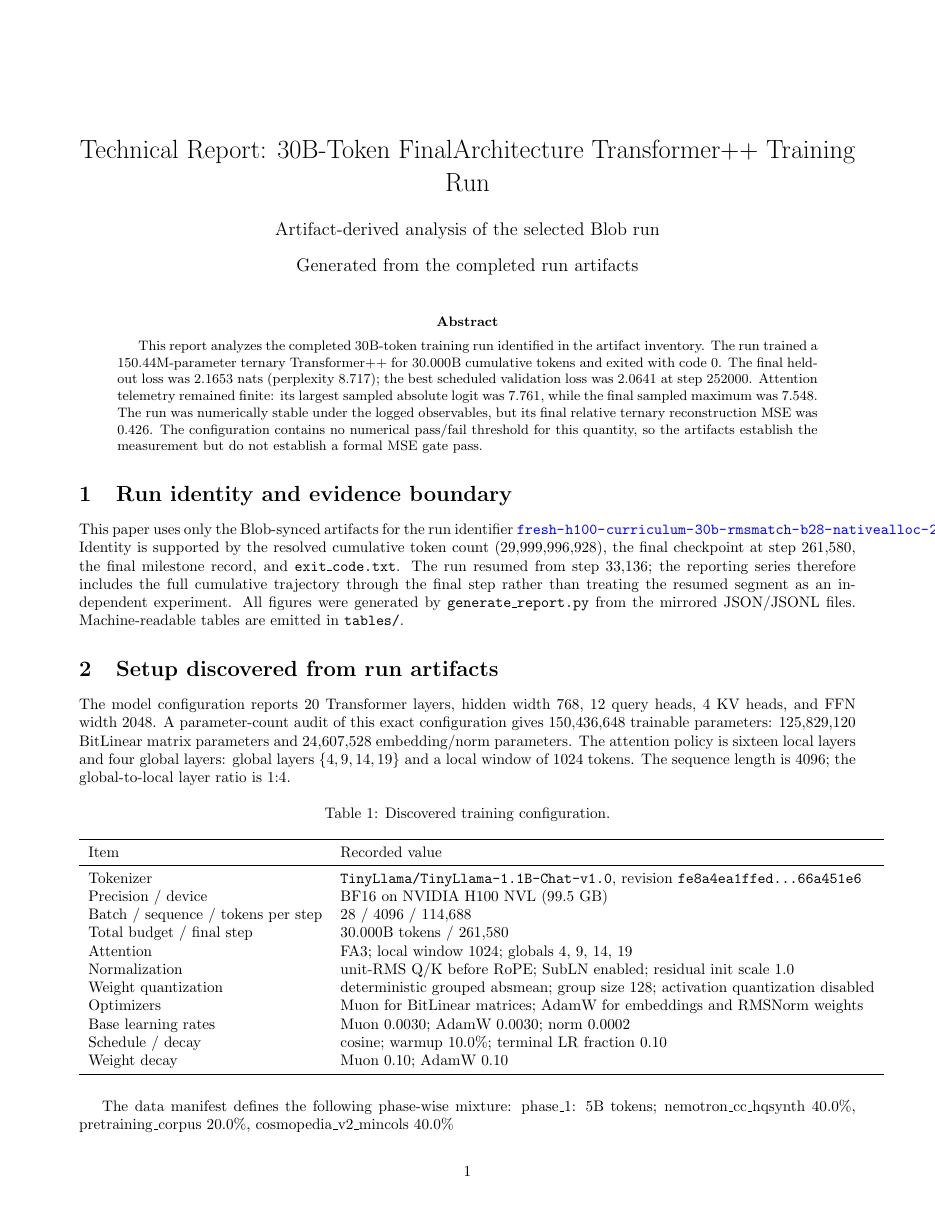 Technical Report: 30B-Token FinalArchitecture Transformer++ Training
Run
Artifact-derived analysis of the selected Blob run
Generated from the completed run artifacts
Abstract
This report analyzes the completed 30B-token training run identified in the artifact inventory. The run trained a
150.44M-parameter ternary Transformer++ for 30.000B cumulative tokens and exited with code 0. The final held-
out loss was 2.1653 nats (perplexity 8.717); the best scheduled validation loss was 2.0641 at step 252000. Attention
telemetry remained finite: its largest sampled absolute logit was 7.761, while the final sampled maximum was 7.548.
The run was numerically stable under the logged observables, but its final relative ternary reconstruction MSE was
0.426. The configuration contains no numerical pass/fail threshold for this quantity, so the artifacts establish the
measurement but do not establish a formal MSE gate pass.
1 Run identity and evidence boundary
This paper uses only the Blob-synced artifacts for the run identifier fresh-h100-curriculum-30b-rmsmatch-b28-nativealloc-2
Identity is supported by the resolved cumulative token count (29,999,996,928), the final checkpoint at step 261,580,
the final milestone record, and exit_code.txt. The run resumed from step 33,136; the reporting series therefore
includes the full cumulative trajectory through the final step rather than treating the resumed segment as an in-
dependent experiment. All figures were generated by generate_report.py from the mirrored JSON/JSONL files.
Machine-readable tables are emitted in tables/.
2 Setup discovered from run artifacts
The model configuration reports 20 Transformer layers, hidden width 768, 12 query heads, 4 KV heads, and FFN
width 2048. A parameter-count audit of this exact configuration gives 150,436,648 trainable parameters: 125,829,120
BitLinear matrix parameters and 24,607,528 embedding/norm parameters. The attention policy is sixteen local layers
and four global layers: global layers {4, 9, 14, 19} and a local window of 1024 tokens. The sequence length is 4096; the
global-to-local layer ratio is 1:4.
Table 1: Discovered training configuration.
Item Recorded value
Tokenizer TinyLlama/TinyLlama-1.1B-Chat-v1.0, revision fe8a4ea1ffed...66a451e6
Precision / device BF16 on NVIDIA H100 NVL (99.5 GB)
Batch / sequence / tokens per step 28 / 4096 / 114,688
Total budget / final step 30.000B tokens / 261,580
Attention FA3; local window 1024; globals 4, 9, 14, 19
Normalization unit-RMS Q/K before RoPE; SubLN enabled; residual init scale 1.0
Weight quantization deterministic grouped absmean; group size 128; activation quantization disabled
Optimizers Muon for BitLinear matrices; AdamW for embeddings and RMSNorm weights
Base learning rates Muon 0.0030; AdamW 0.0030; norm 0.0002
Schedule / decay cosine; warmup 10.0%; terminal LR fraction 0.10
Weight decay Muon 0.10; AdamW 0.10
The data manifest defines the following phase-wise mixture: phase_1: 5B tokens; nemotron_cc_hqsynth 40.0%,
pretraining_corpus 20.0%, cosmopedia_v2_mincols 40.0%
1